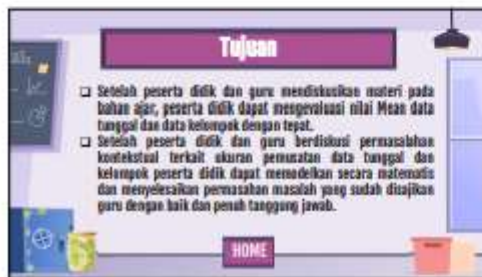 Tujuan
❑ Setelah peserta didik dan guru mendiskusikan materi pada
bahan ajar, peserta didik dapat mengevaluasi nilai Mean data
tunggal dan data kelompok dengan tepat.
❑ Setelah peserta didik dan guru berdiskusi permasalahan
kontekstual terkait ukuran pemusatan data tunggal dan
kelompok peserta didik dapat memodelkan secara matematis
dan menyelesaikan permasahan masalah yang sudah disajikan
guru dengan baik dan penuh tanggung jawab.
HOME